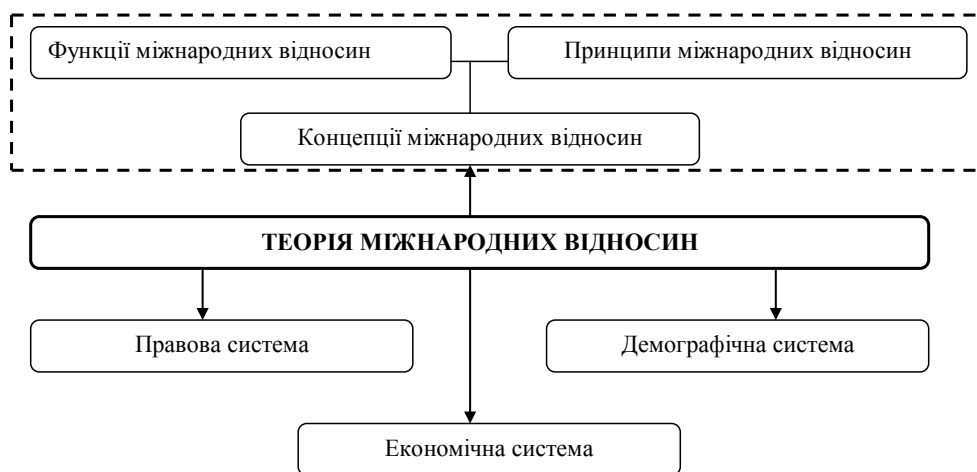 Функції міжнародних відносин
Принципи міжнародних відносин
Концепції міжнародних відносин
ТЕОРІЯ МІЖНАРОДНИХ ВІДНОСИН
Правова система
Демографічна система
Економічна система